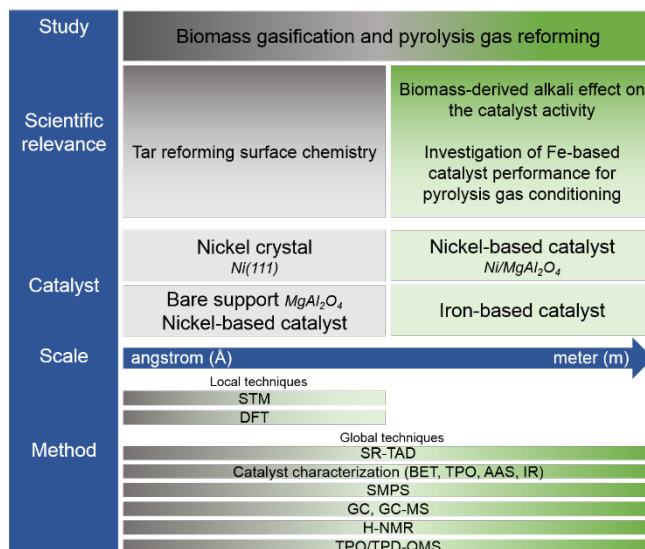 Study
Biomass gasification and pyrolysis gas reforming
Scientific
relevance
Tar reforming surface chemistry
Biomass-derived alkali effect on
the catalyst activity
Investigation of Fe-based
catalyst performance for
pyrolysis gas conditioning
Catalyst
Nickel crystal
Ni(111)
Nickel-based catalyst
Ni/MgAl₂O₄
Bare support MgAl₂O₄
Nickel-based catalyst
Iron-based catalyst
Scale
angstrom (Å)
meter (m)
Method
Local techniques
STM
DFT
Global techniques
SR-TAD
Catalyst characterization (BET, TPO, AAS, IR)
SMPS
GC, GC-MS
H-NMR
TPO/TPD-QMS